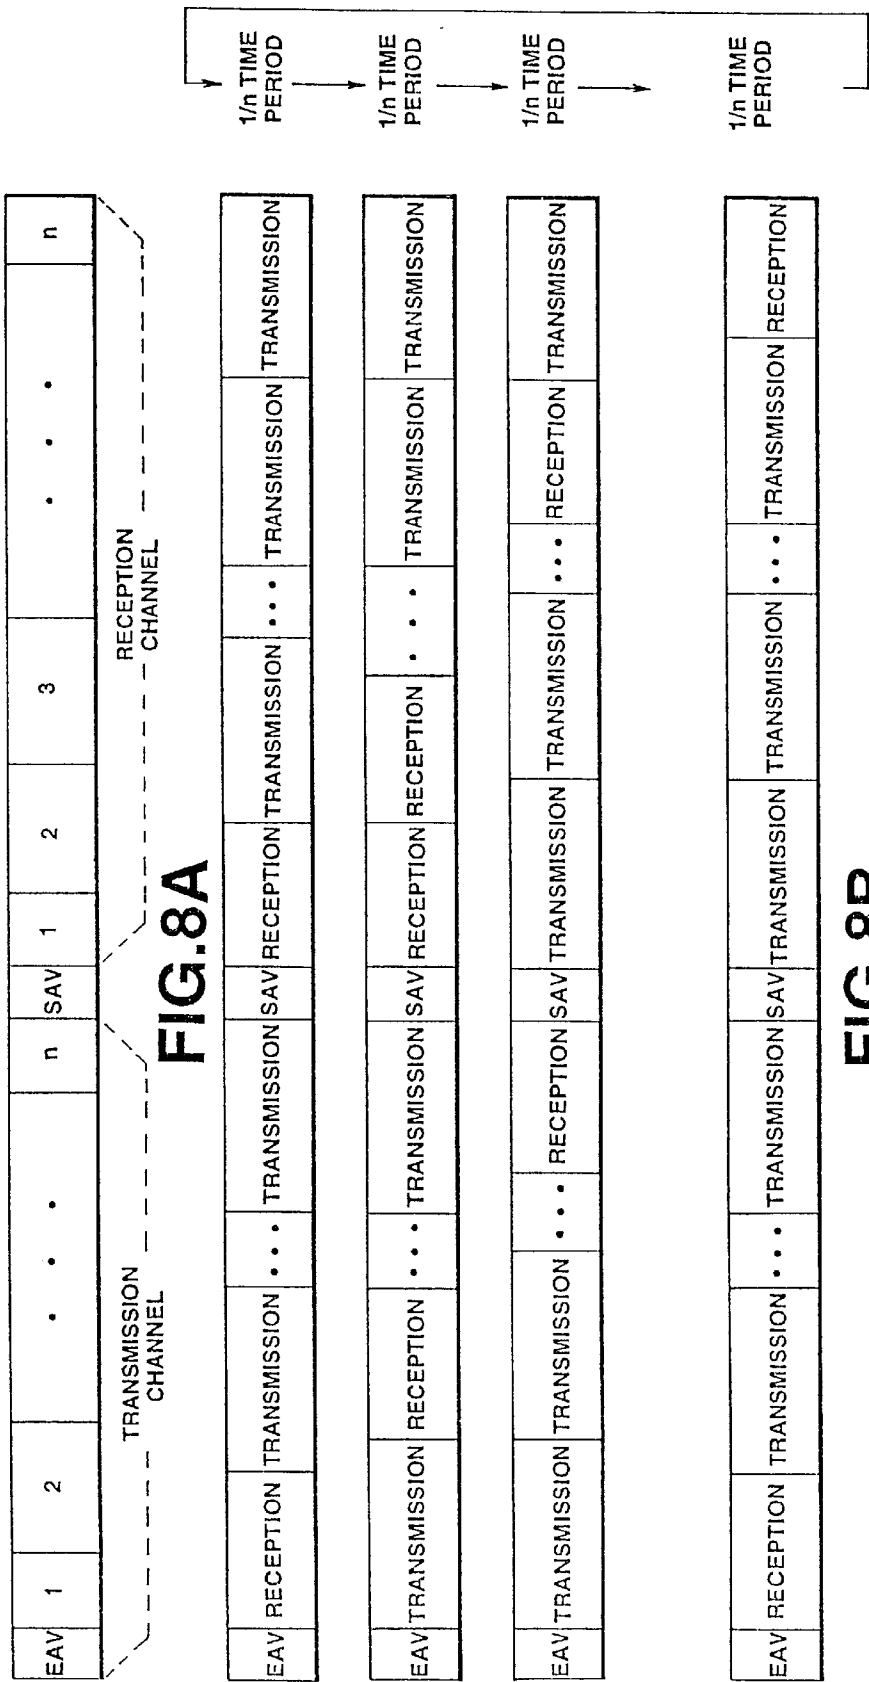 EAV 1 2 • • • n SAV 1 2 3 • • • n
TRANSMISSION
CHANNEL
RECEPTION
CHANNEL
FIG.8A
EAV RECEPTION TRANSMISSION • • • TRANSMISSION SAV RECEPTION TRANSMISSION • • • TRANSMISSION TRANSMISSION
1/n TIME
PERIOD
EAV TRANSMISSION RECEPTION • • • TRANSMISSION SAV RECEPTION RECEPTION • • • TRANSMISSION TRANSMISSION
1/n TIME
PERIOD
EAV TRANSMISSION TRANSMISSION • • • RECEPTION SAV TRANSMISSION TRANSMISSION • • • RECEPTION TRANSMISSION
1/n TIME
PERIOD
EAV RECEPTION TRANSMISSION • • • TRANSMISSION SAV TRANSMISSION TRANSMISSION • • • TRANSMISSION RECEPTION
1/n TIME
PERIOD
FIG.8B